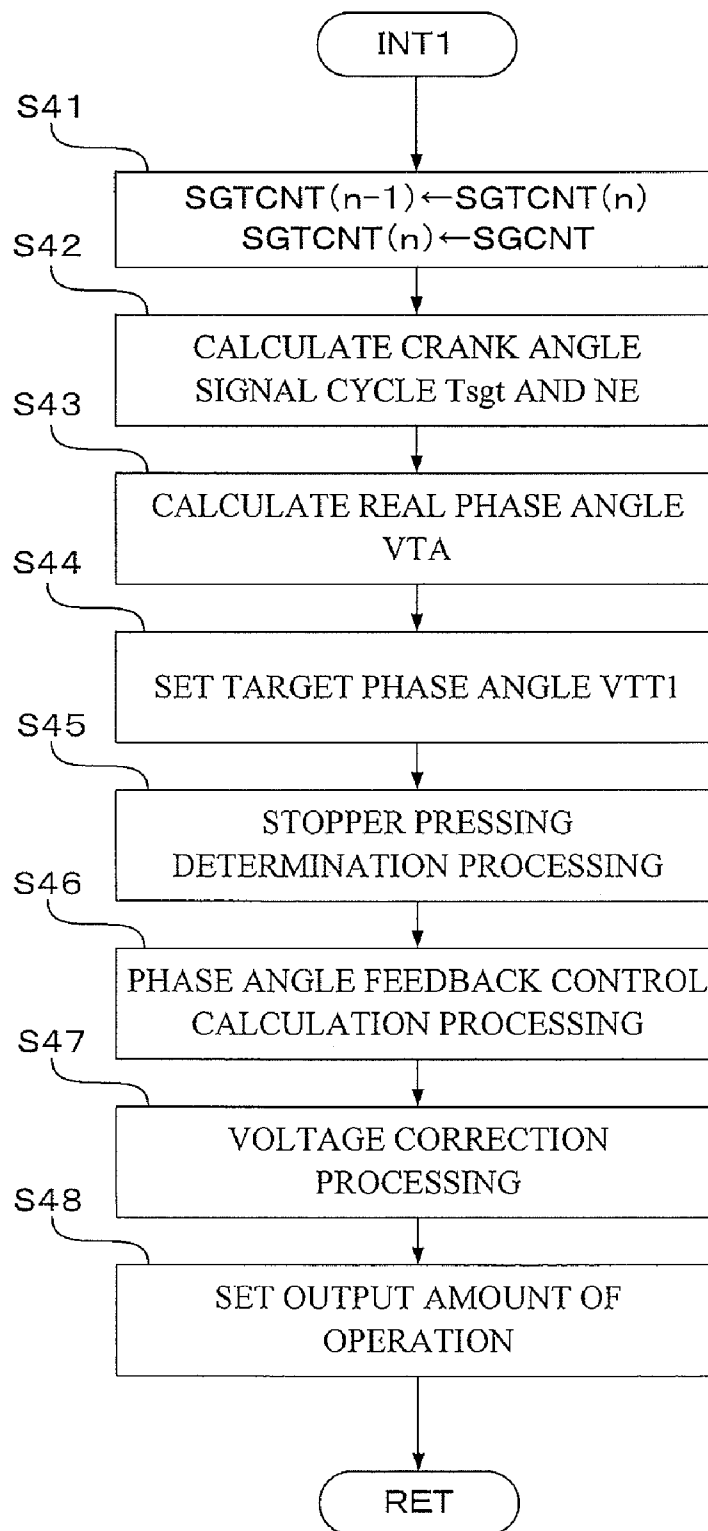 INT1
S41
SGTCNT(n-1)←SGTCNT(n)
SGTCNT(n)←SGCNT
S42
CALCULATE CRANK ANGLE
SIGNAL CYCLE Tsgt AND NE
S43
CALCULATE REAL PHASE ANGLE
VTA
S44
SET TARGET PHASE ANGLE VTT1
S45
STOPPER PRESSING
DETERMINATION PROCESSING
S46
PHASE ANGLE FEEDBACK CONTROL
CALCULATION PROCESSING
S47
VOLTAGE CORRECTION
PROCESSING
S48
SET OUTPUT AMOUNT OF
OPERATION
RET